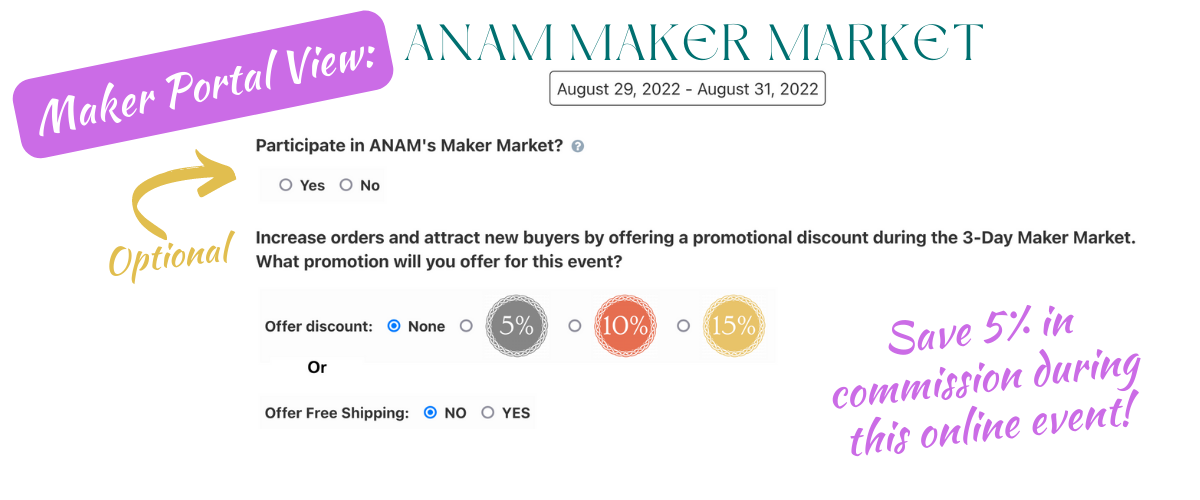 Maker Portal View:
ANAM MAKER MARKET
August 29, 2022 - August 31, 2022
Participate in ANAM's Maker Market? ?
Yes No
Optional
Increase orders and attract new buyers by offering a promotional discount during the 3-Day Maker Market.
What promotion will you offer for this event?
Offer discount: None 5% 10% 15%
Or
Offer Free Shipping: NO YES
Save 5% in
commission during
this online event!